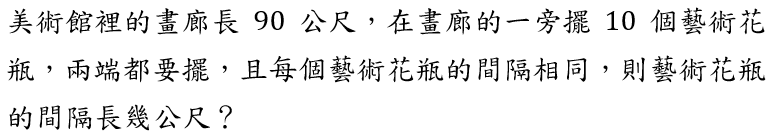 美術館裡的畫廊長 90 公尺，在畫廊的一旁擺 10 個藝術花
瓶，兩端都要擺，且每個藝術花瓶的間隔相同，則藝術花瓶
的間隔長幾公尺？